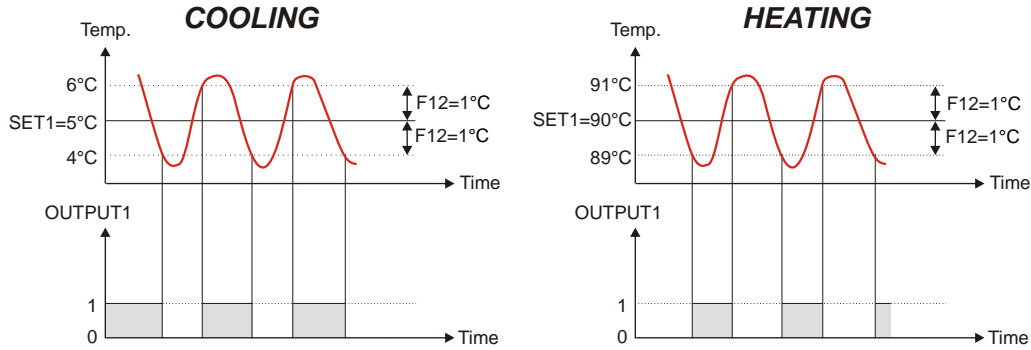 COOLING
Temp.
6°C
F12=1°C
SET1=5°C
F12=1°C
4°C
Time
OUTPUT1
1
0
Time
HEATING
Temp.
91°C
F12=1°C
SET1=90°C
F12=1°C
89°C
Time
OUTPUT1
1
0
Time